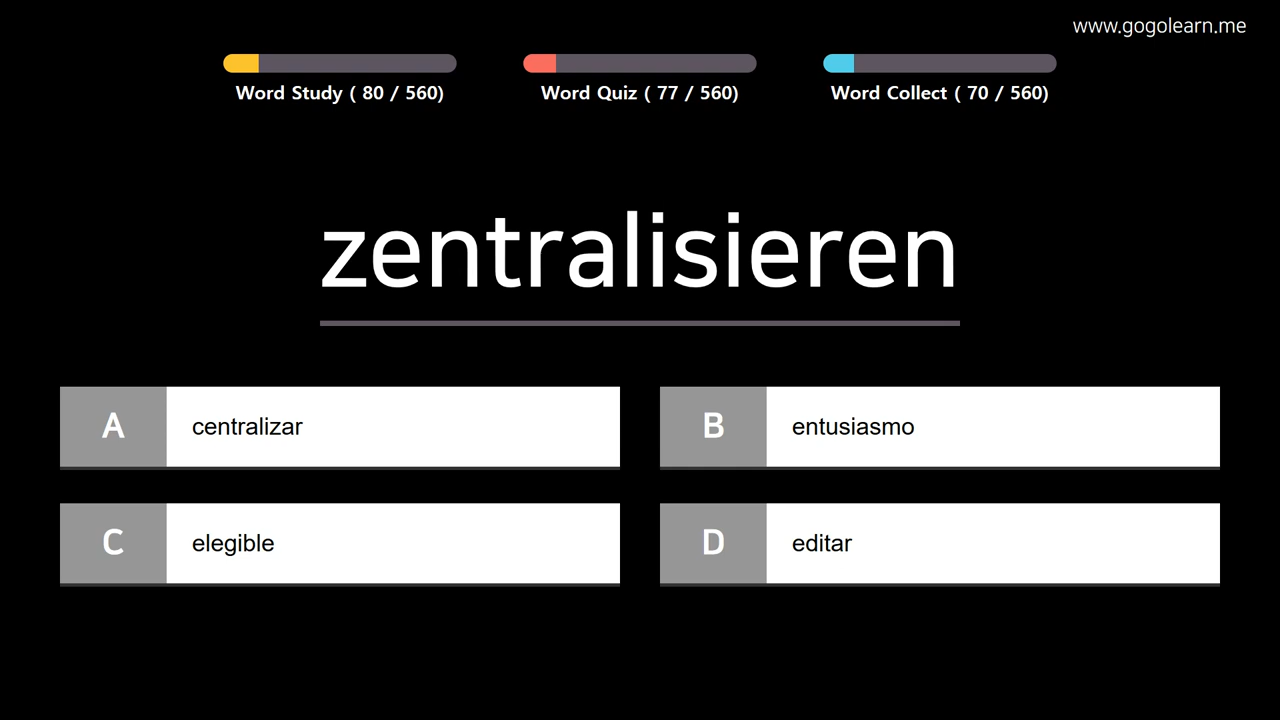 www.gogolearn.me
Word Study ( 80 / 560)
Word Quiz ( 77 / 560)
Word Collect ( 70 / 560)
zentralisieren
A centralizar
B entusiasmo
C elegible
D editar